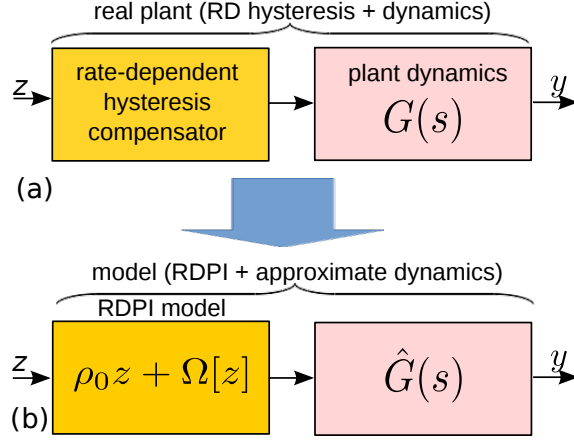 real plant (RD hysteresis + dynamics)
z
rate-dependent
hysteresis
compensator
plant dynamics
G(s)
y
(a)
model (RDPI + approximate dynamics)
RDPI model
z
ρ₀z + Ω[z]
Ĝ(s)
y
(b)